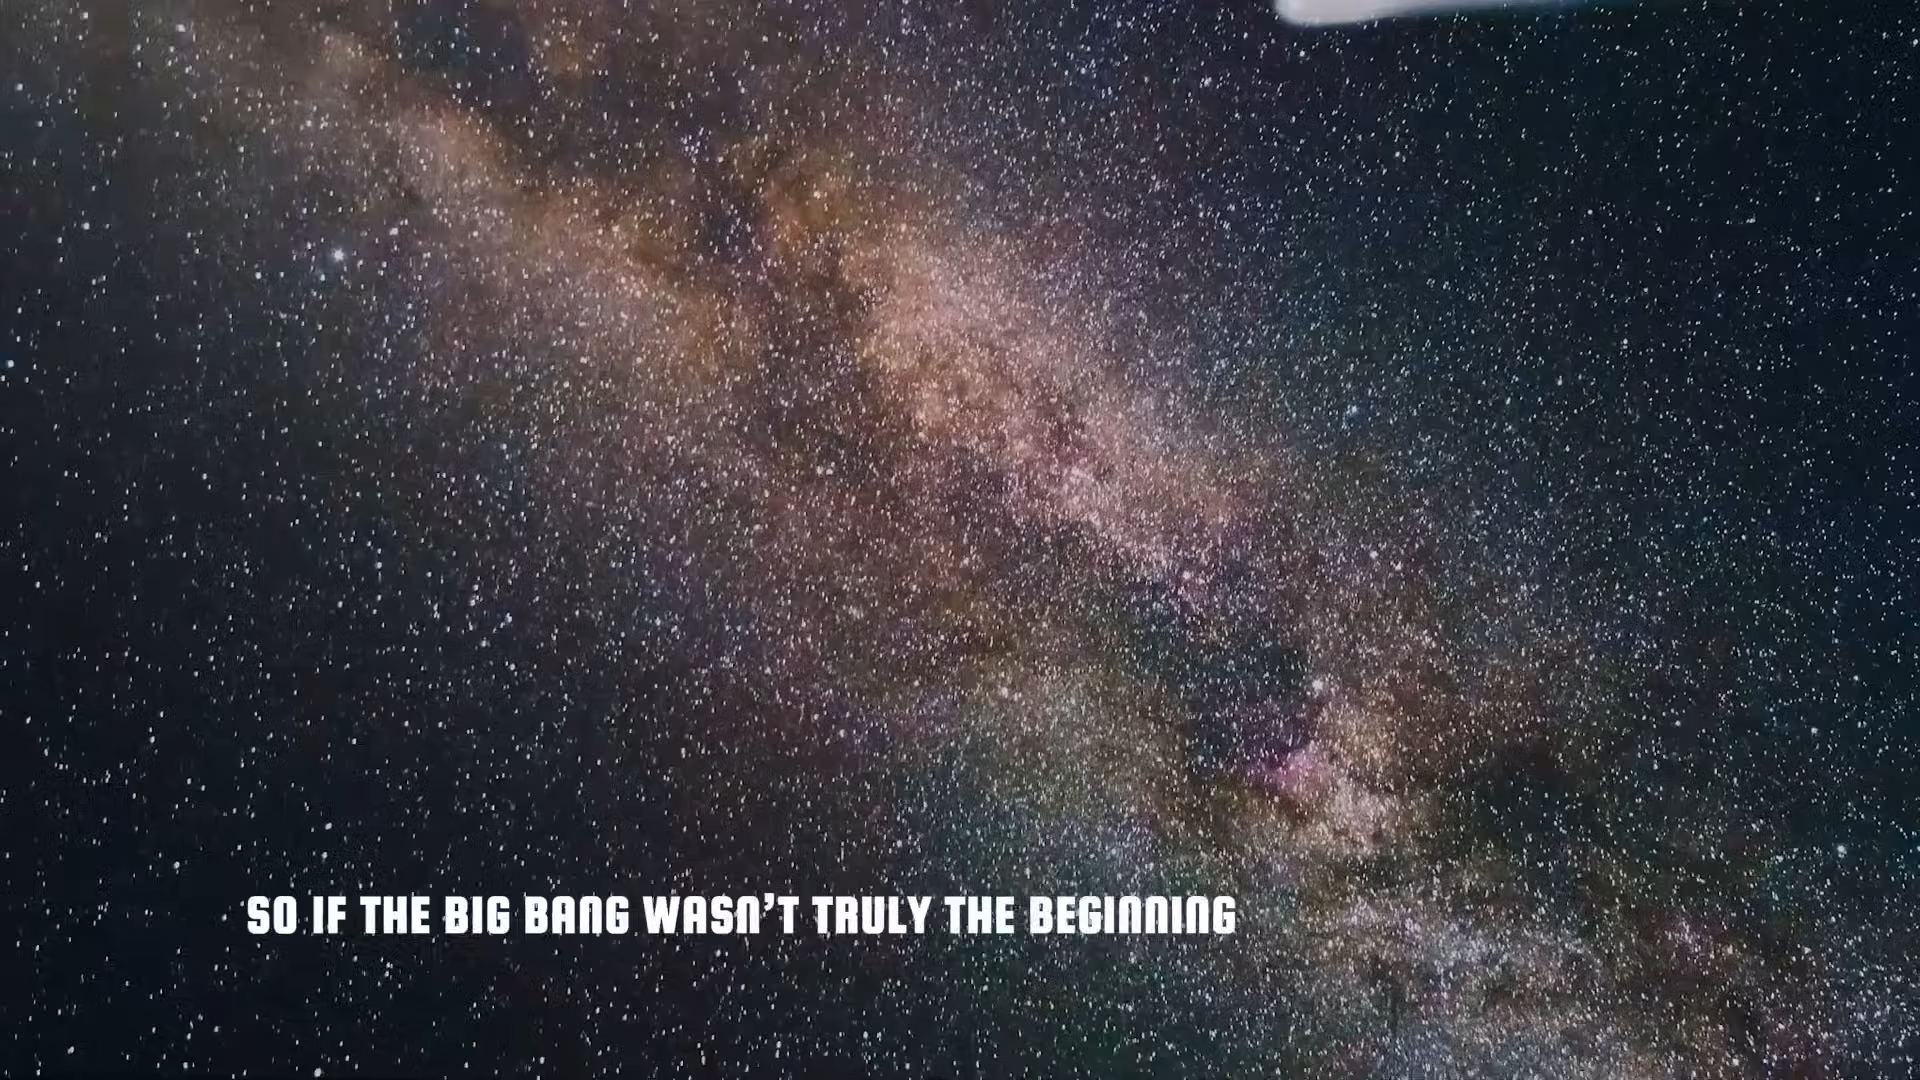 SO IF THE BIG BANG WASN'T TRULY THE BEGINNING